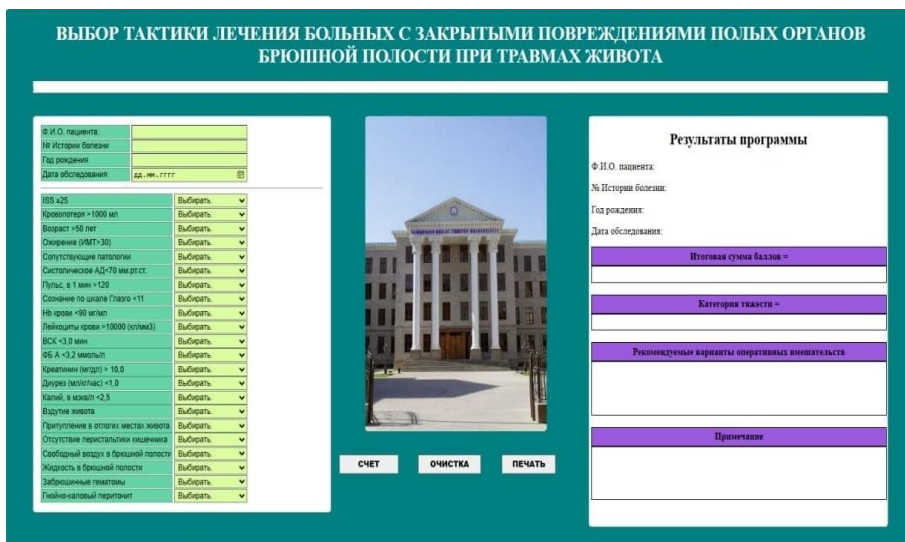 ВЫБОР ТАКТИКИ ЛЕЧЕНИЯ БОЛЬНЫХ С ЗАКРЫТЫМИ ПОВРЕЖДЕНИЯМИ ПОЛЫХ ОРГАНОВ
БРЮШНОЙ ПОЛОСТИ ПРИ ТРАВМАХ ЖИВОТА
Ф.И.О. пациента:
№ Истории болезни
Год рождения
Дата обследования дд.мм.гггг
ISS ≥25 Выбирать.
Кровопотеря >1000 мл Выбирать.
Возраст >50 лет Выбирать.
Ожирение (ИМТ>30) Выбирать.
Сопутствующие патологии Выбирать.
Систолическое АД<70 мм.рт.ст. Выбирать.
Пульс, в 1 мин >120 Выбирать.
Сознание по шкале Глазго <11 Выбирать.
Hb крови <90 мг/мл Выбирать.
Лейкоциты крови >10000 (кл/мм3) Выбирать.
ВСК <3,0 мин. Выбирать.
ФБ А <3,2 ммоль/л Выбирать.
Креатинин (мг/дл) > 10,0 Выбирать.
Диурез (мл/кг/час) <1,0 Выбирать.
Калий, в мэкв/л <2,5 Выбирать.
Вздутие живота Выбирать.
Притупление в отлогих местах живота Выбирать.
Отсутствие перистальтики кишечника Выбирать.
Свободный воздух в брюшной полости Выбирать.
Жидкость в брюшной полости Выбирать.
Забрюшинные гематомы Выбирать.
Гнойно-каловый перитонит Выбирать.
СЧЕТ ОЧИСТКА ПЕЧАТЬ
Результаты программы
Ф.И.О. пациента:
№ Истории болезни:
Год рождения:
Дата обследования:
Итоговая сумма баллов =
Категория тяжести =
Рекомендуемые варианты оперативных вмешательств
Примечание